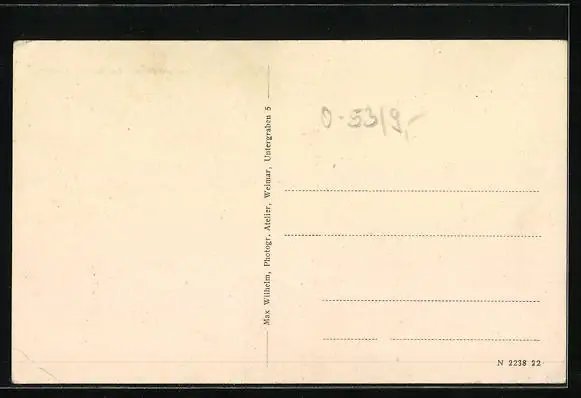 Max Wilhelm, Photogr. Atelier, Weimar, Untergraben 5
0-53/9,-
N 2238 22